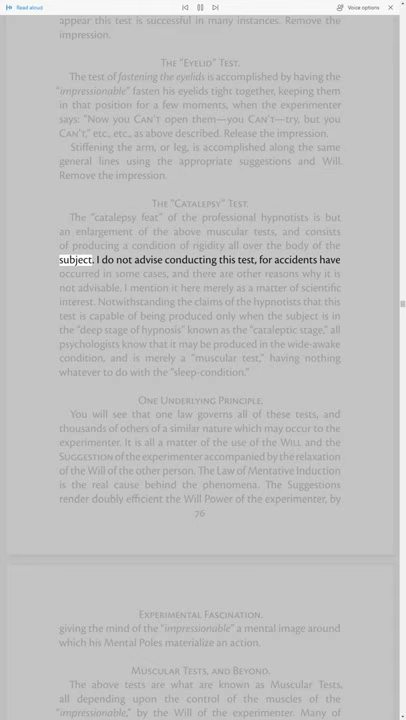 Read aloud
Voice options
appear this test is successful in many instances. Remove the
impression.
The “Eyelid” Test.
The test of fastening the eyelids is accomplished by having the
“impressionable” fasten his eyelids tight together, keeping them
in that position for a few moments, when the experimenter
says: “Now you Can’t open them—you Can’t—try, but you
Can’t,” etc., etc., as above described. Release the impression.
Stiffening the arm, or leg, is accomplished along the same
general lines using the appropriate suggestions and Will.
Remove the impression.
The “Catalepsy” Test.
The “catalepsy feat” of the professional hypnotists is but
an enlargement of the above muscular tests, and consists
of producing a condition of rigidity all over the body of the
subject. I do not advise conducting this test, for accidents have
occurred in some cases, and there are other reasons why it is
not advisable. I mention it here merely as a matter of scientific
interest. Notwithstanding the claims of the hypnotists that this
test is capable of being produced only when the subject is in
the “deep stage of hypnosis” known as the “cataleptic stage,” all
psychologists know that it may be produced in the wide-awake
condition, and is merely a “muscular test,” having nothing
whatever to do with the “sleep-condition.”
One Underlying Principle.
You will see that one law governs all of these tests, and
thousands of others of a similar nature which may occur to the
experimenter. It is all a matter of the use of the Will and the
Suggestion of the experimenter accompanied by the relaxation
of the Will of the other person. The Law of Mentative Induction
is the real cause behind the phenomena. The Suggestions
render doubly efficient the Will Power of the experimenter, by
76
Experimental Fascination.
giving the mind of the “impressionable” a mental image around
which his Mental Poles materialize an action.
Muscular Tests, and Beyond.
The above tests are what are known as Muscular Tests,
all depending upon the control of the muscles of the
“impressionable,” by the Will of the experimenter. Many of